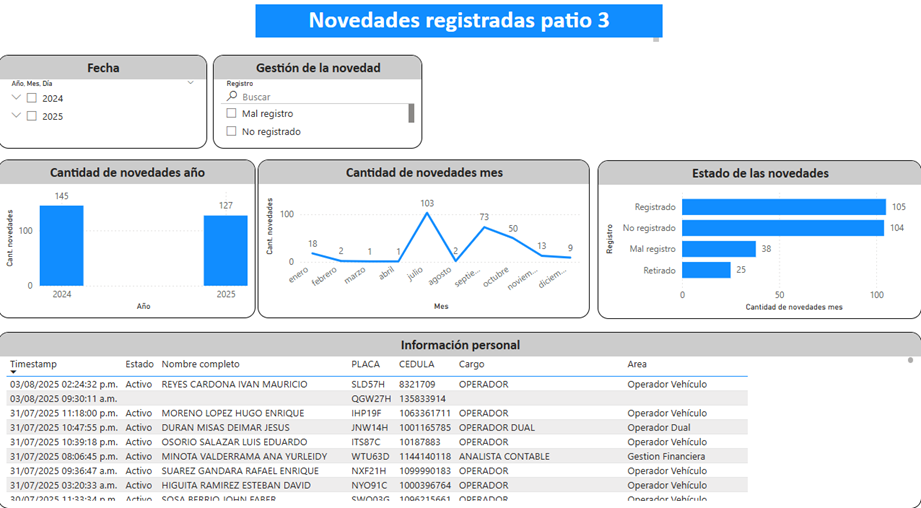 Novedades registradas patio 3
Fecha
Año, Mes, Día
2024
2025
Gestión de la novedad
Registro
Buscar
Mal registro
No registrado
Cantidad de novedades año
Cant. novedades
145
127
100
0
2024
2025
Año
Cantidad de novedades mes
Cant. novedades
100
0
18
2
1
1
103
2
73
50
13
9
enero
febrero
marzo
abril
julio
agosto
septie...
octubre
noviem...
diciem...
Mes
Estado de las novedades
Registro
Registrado 105
No registrado 104
Mal registro 38
Retirado 25
0 50 100
Cantidad de novedades mes
Información personal
Timestamp Estado Nombre completo PLACA CEDULA Cargo Area
03/08/2025 02:24:32 p.m. Activo REYES CARDONA IVAN MAURICIO SLD57H 8321709 OPERADOR Operador Vehículo
03/08/2025 09:30:11 a.m. QGW27H 135833914
31/07/2025 11:18:00 p.m. Activo MORENO LOPEZ HUGO ENRIQUE IHP19F 1063361711 OPERADOR Operador Vehículo
31/07/2025 10:47:55 p.m. Activo DURAN MISAS DEIMAR JESUS JNW14H 1001165785 OPERADOR DUAL Operador Dual
31/07/2025 10:39:18 p.m. Activo OSORIO SALAZAR LUIS EDUARDO ITS87C 10187883 OPERADOR Operador Vehículo
31/07/2025 08:06:45 p.m. Activo MINOTA VALDERRAMA ANA YURLEIDY WTU63D 1144140118 ANALISTA CONTABLE Gestion Financiera
31/07/2025 09:36:47 a.m. Activo SUAREZ GANDARA RAFAEL ENRIQUE NXF21H 1099990183 OPERADOR Operador Vehículo
31/07/2025 03:20:33 a.m. Activo HIGUITA RAMIREZ ESTEBAN DAVID NYO91C 1000396764 OPERADOR Operador Vehículo
30/07/2025 11:33:34 p.m. Activo SOSA BERRIO JOHN FABER SWO03G 1096215661 OPERADOR Operador Vehículo